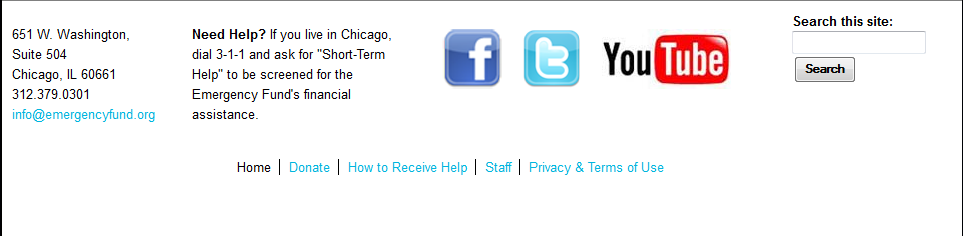 651 W. Washington,
Suite 504
Chicago, IL 60661
312.379.0301
info@emergencyfund.org
Need Help? If you live in Chicago,
dial 3-1-1 and ask for "Short-Term
Help" to be screened for the
Emergency Fund's financial
assistance.
f
t
YouTube
Search this site:
Search
Home | Donate | How to Receive Help | Staff | Privacy & Terms of Use